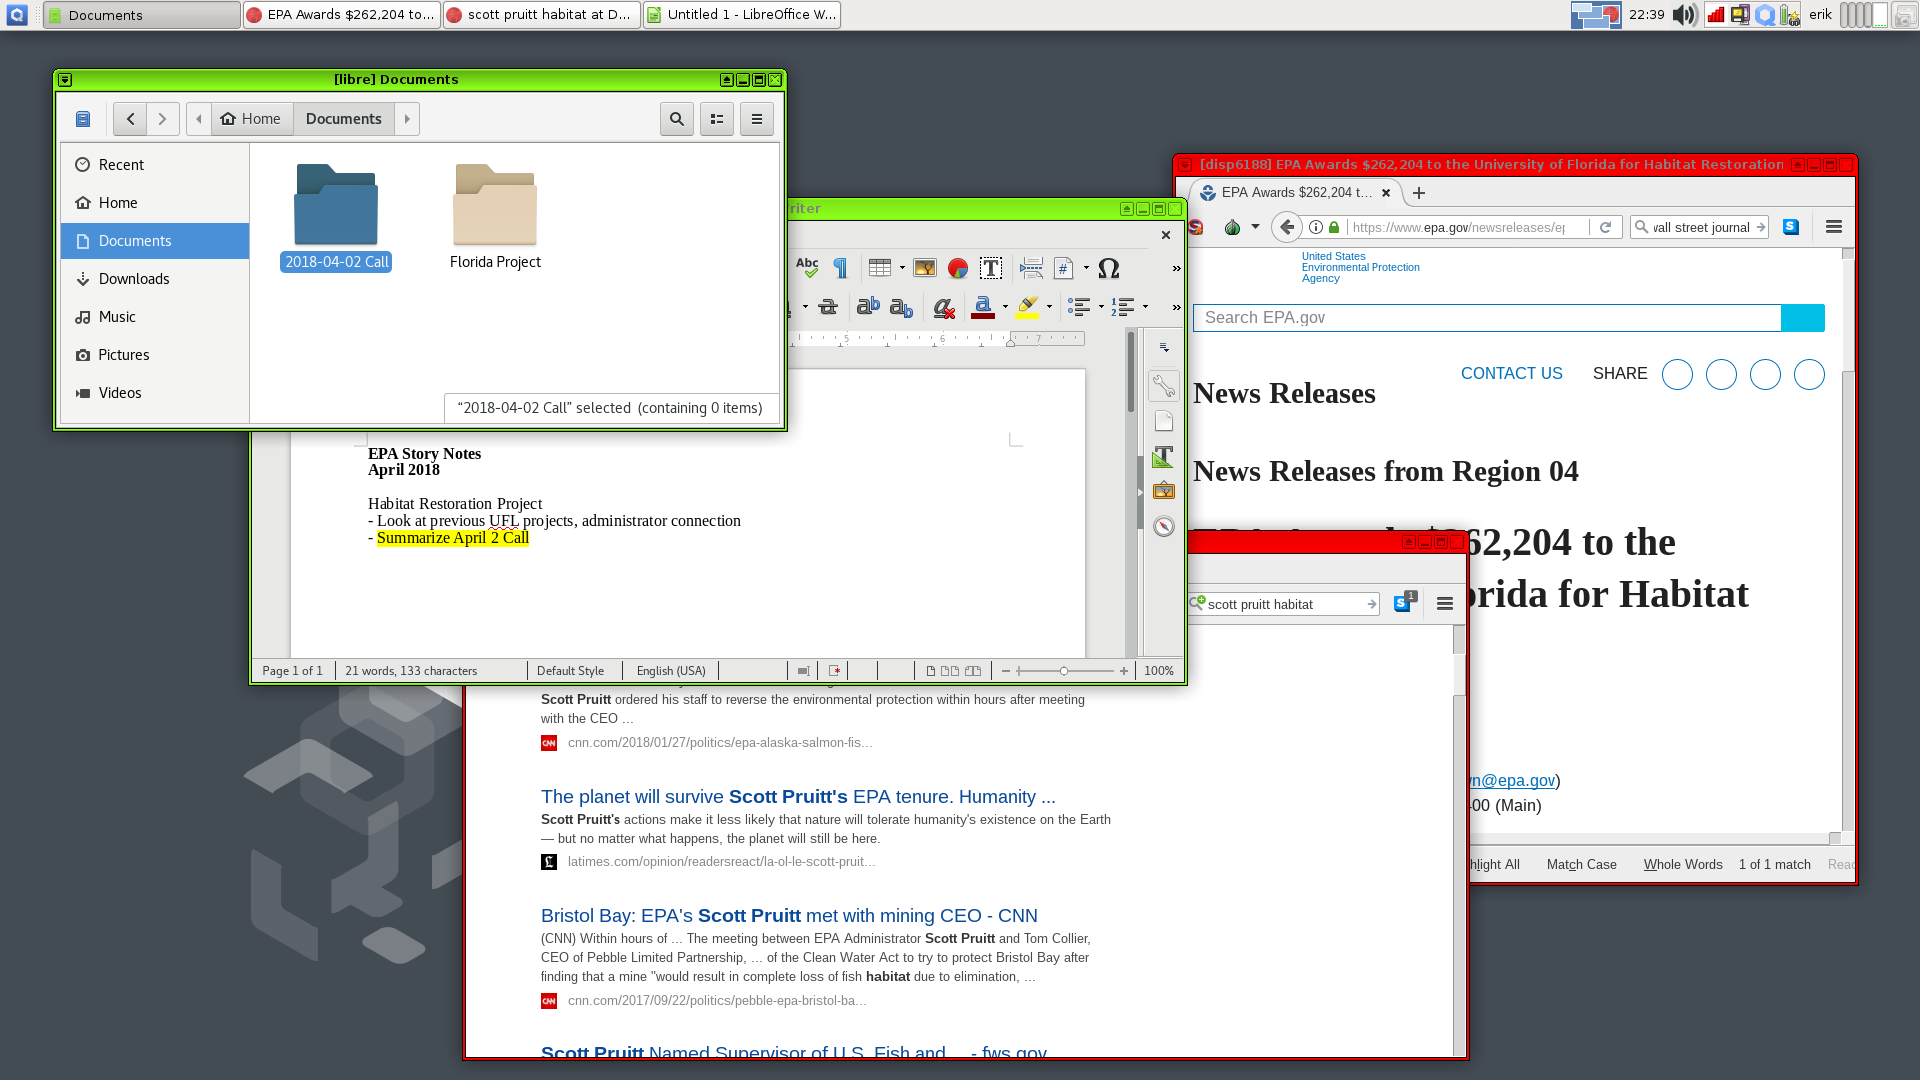 Documents
EPA Awards $262,204 to...
scott pruitt habitat at D...
Untitled 1 - LibreOffice W...
22:39
erik
[libre] Documents
Home
Documents
Recent
Home
Documents
Downloads
Music
Pictures
Videos
2018-04-02 Call
Florida Project
“2018-04-02 Call” selected (containing 0 items)
riter
Abc
5 6 7
EPA Story Notes
April 2018
Habitat Restoration Project
- Look at previous UFL projects, administrator connection
- Summarize April 2 Call
Page 1 of 1
21 words, 133 characters
Default Style
English (USA)
100%
[disp6188] EPA Awards $262,204 to the University of Florida for Habitat Restoration
EPA Awards $262,204 t...
https://www.epa.gov/newsreleases/ep
wall street journal
United States
Environmental Protection
Agency
Search EPA.gov
CONTACT US
SHARE
News Releases
News Releases from Region 04
262,204 to the
orida for Habitat
wn@epa.gov)
400 (Main)
hlight All
Match Case
Whole Words
1 of 1 match
Reac
scott pruitt habitat
1
Scott Pruitt ordered his staff to reverse the environmental protection within hours after meeting
with the CEO ...
CNN
cnn.com/2018/01/27/politics/epa-alaska-salmon-fis...
The planet will survive Scott Pruitt's EPA tenure. Humanity ...
Scott Pruitt's actions make it less likely that nature will tolerate humanity's existence on the Earth
— but no matter what happens, the planet will still be here.
latimes.com/opinion/readersreact/la-ol-le-scott-pruit...
Bristol Bay: EPA's Scott Pruitt met with mining CEO - CNN
(CNN) Within hours of ... The meeting between EPA Administrator Scott Pruitt and Tom Collier,
CEO of Pebble Limited Partnership, ... of the Clean Water Act to try to protect Bristol Bay after
finding that a mine "would result in complete loss of fish habitat due to elimination, ...
CNN
cnn.com/2017/09/22/politics/pebble-epa-bristol-ba...
Scott Pruitt Named Supervisor of U.S. Fish and ... - fws.gov